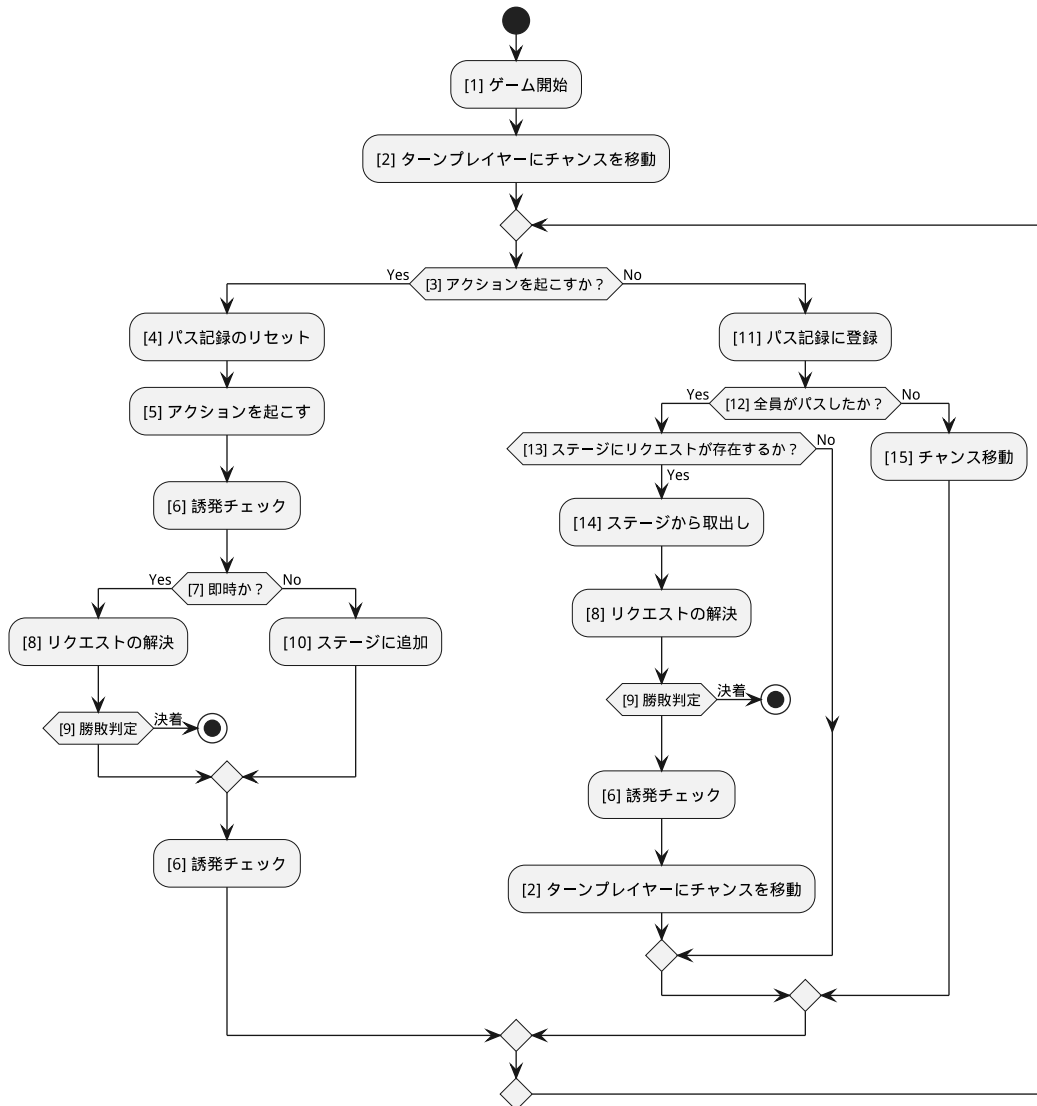 [1] ゲーム開始
[2] ターンプレイヤーにチャンスを移動
Yes
[3] アクションを起こすか？
No
[4] パス記録のリセット
[5] アクションを起こす
[6] 誘発チェック
Yes
[7] 即時か？
No
[8] リクエストの解決
[10] ステージに追加
[9] 勝敗判定
決着
[6] 誘発チェック
[11] パス記録に登録
Yes
[12] 全員がパスしたか？
No
[13] ステージにリクエストが存在するか？
No
Yes
[14] ステージから取出し
[8] リクエストの解決
[9] 勝敗判定
決着
[6] 誘発チェック
[2] ターンプレイヤーにチャンスを移動
[15] チャンス移動